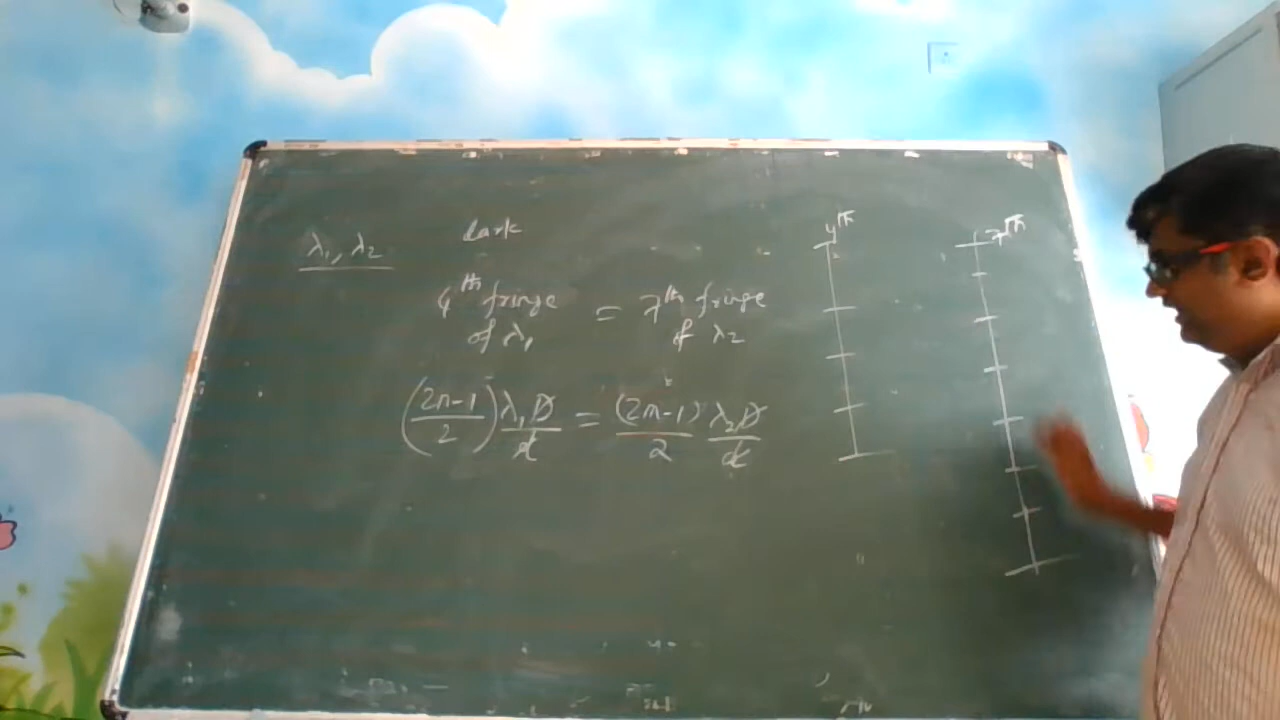 λ₁, λ₂
dark
4th fringe of λ₁ = 7th fringe of λ₂
(2n-1/2) λ₁D/d = (2n-1)/2 λ₂D/d
4th
7th